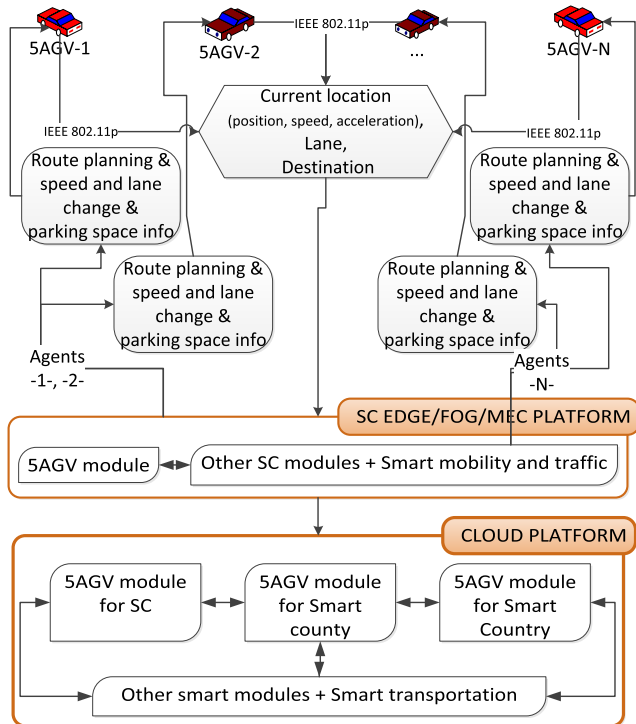 5AGV-1
5AGV-2
IEEE 802.11p
...
5AGV-N
Current location
(position, speed, acceleration),
Lane,
Destination
IEEE 802.11p
IEEE 802.11p
Route planning &
speed and lane
change &
parking space info
Route planning &
speed and lane
change &
parking space info
Route planning &
speed and lane
change &
parking space info
Route planning &
speed and lane
change &
parking space info
Agents
-1-, -2-
Agents
-N-
SC EDGE/FOG/MEC PLATFORM
5AGV module
Other SC modules + Smart mobility and traffic
CLOUD PLATFORM
5AGV module
for SC
5AGV module
for Smart
county
5AGV module
for Smart
Country
Other smart modules + Smart transportation